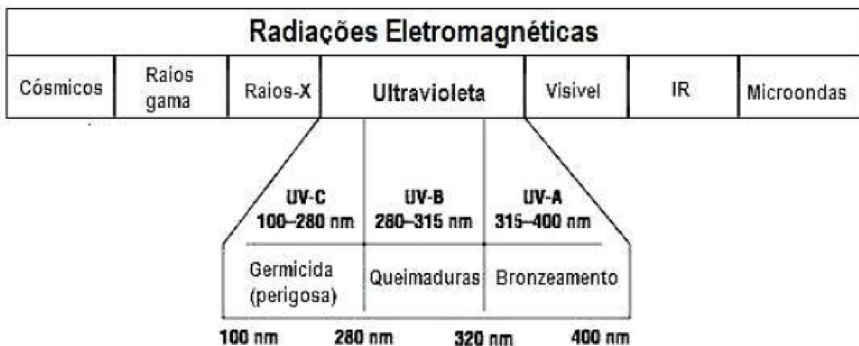 Radiações Eletromagnéticas
Cósmicos
Raios
gama
Raios-X
Ultravioleta
Visivel
IR
Microondas
UV-C
100–280 nm
UV-B
280–315 nm
UV-A
315–400 nm
Germicida
(perigosa)
Queimaduras
Bronzeamento
100 nm
280 nm
320 nm
400 nm